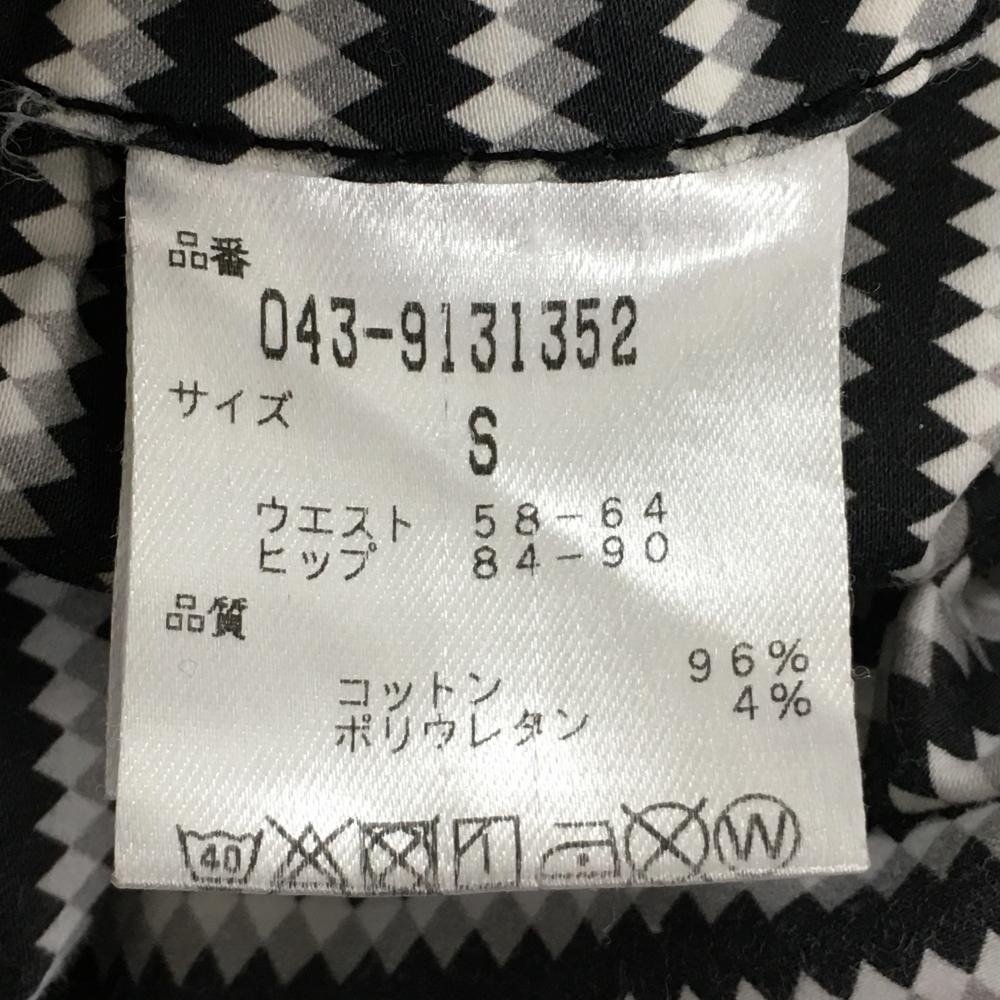 品番
043-9131352
サイズ
S
ウエスト 58-64
ヒップ 84-90
品質
コットン 96%
ポリウレタン 4%
40
W